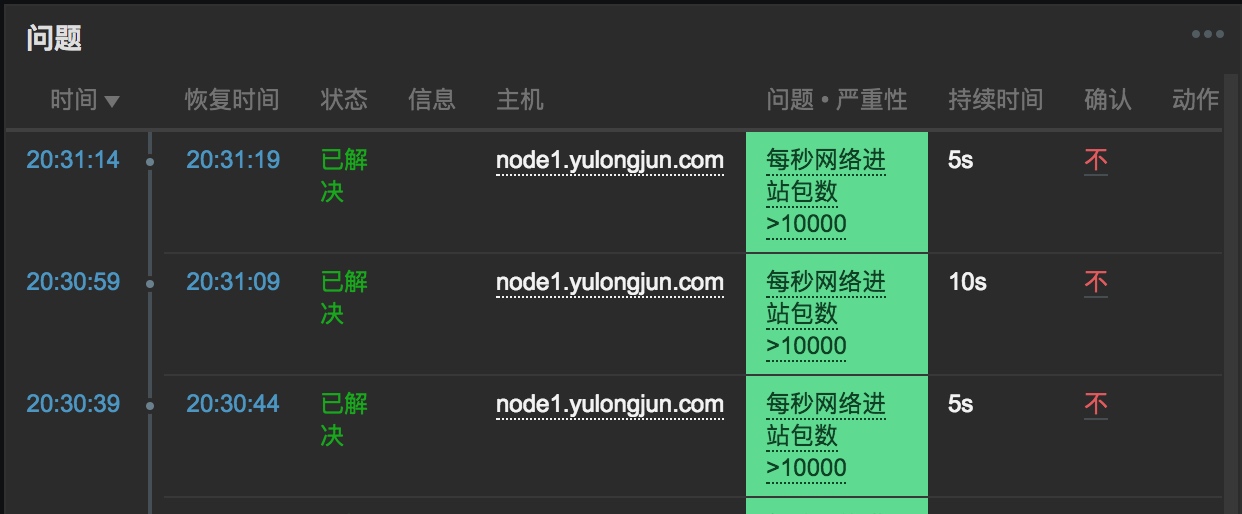 问题
时间 恢复时间 状态 信息 主机 问题 • 严重性 持续时间 确认 动作
20:31:14 20:31:19 已解 node1.yulongjun.com 每秒网络进 5s 不
决 站包数
>10000
20:30:59 20:31:09 已解 node1.yulongjun.com 每秒网络进 10s 不
决 站包数
>10000
20:30:39 20:30:44 已解 node1.yulongjun.com 每秒网络进 5s 不
决 站包数
>10000